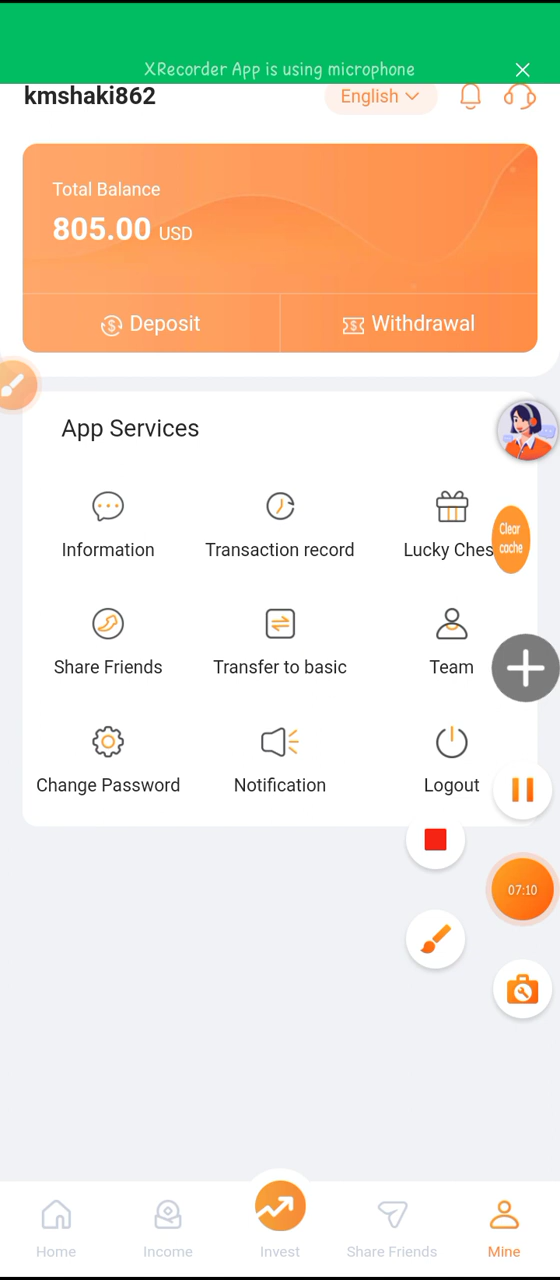 XRecorder App is using microphone
kmshaki862
English
Total Balance
805.00 USD
Deposit
Withdrawal
App Services
Information
Transaction record
Lucky Ches
Clear
cache
Share Friends
Transfer to basic
Team
Change Password
Notification
Logout
07:10
Home
Income
Invest
Share Friends
Mine